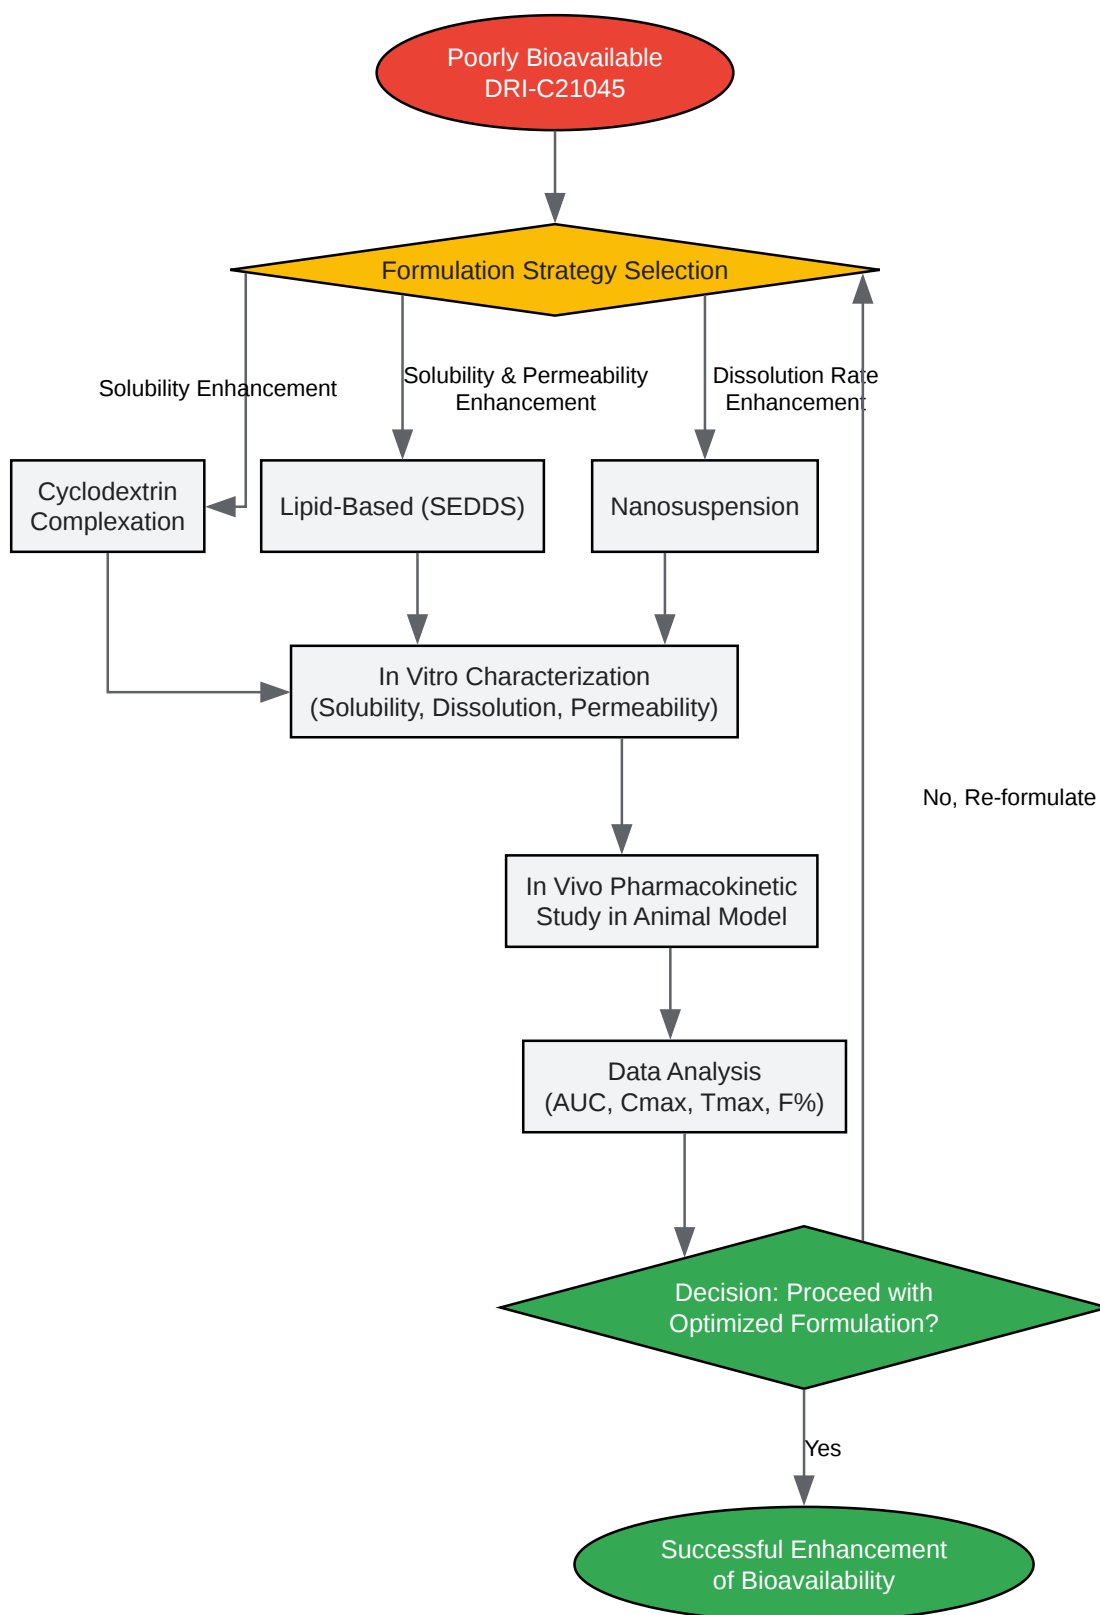 Poorly Bioavailable
DRI-C21045
Formulation Strategy Selection
Solubility Enhancement
Solubility & Permeability
Enhancement
Dissolution Rate
Enhancement
Cyclodextrin
Complexation
Lipid-Based (SEDDS)
Nanosuspension
In Vitro Characterization
(Solubility, Dissolution, Permeability)
No, Re-formulate
In Vivo Pharmacokinetic
Study in Animal Model
Data Analysis
(AUC, Cmax, Tmax, F%)
Decision: Proceed with
Optimized Formulation?
Yes
Successful Enhancement
of Bioavailability